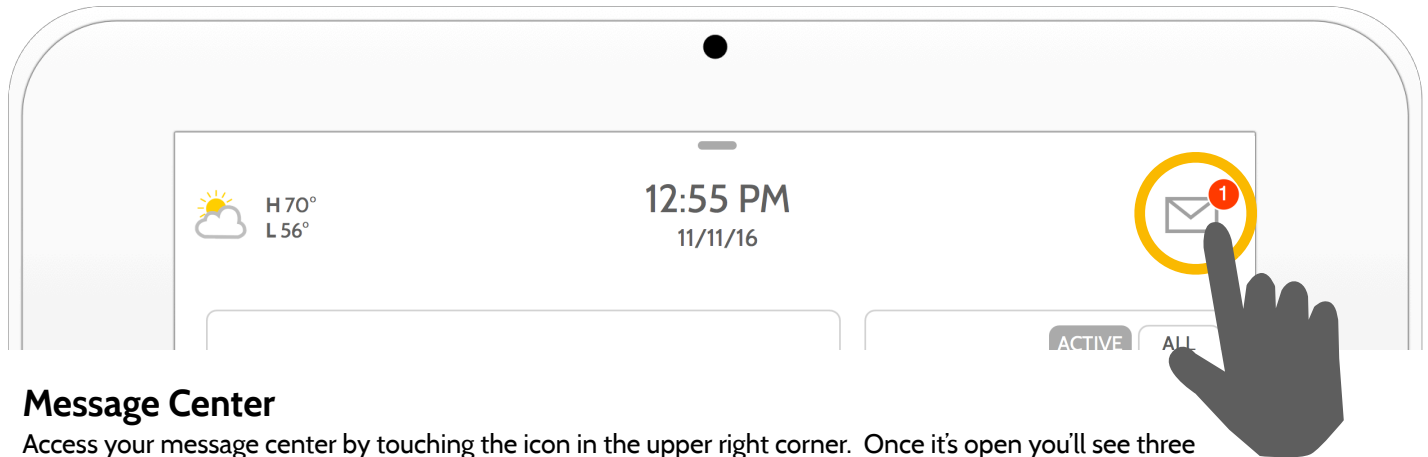 12:55 PM
1
H 70°
L 56°
11/11/16
ACTIVE ALL
Message Center
Access your message center by touching the icon in the upper right corner. Once it's open you'll see three